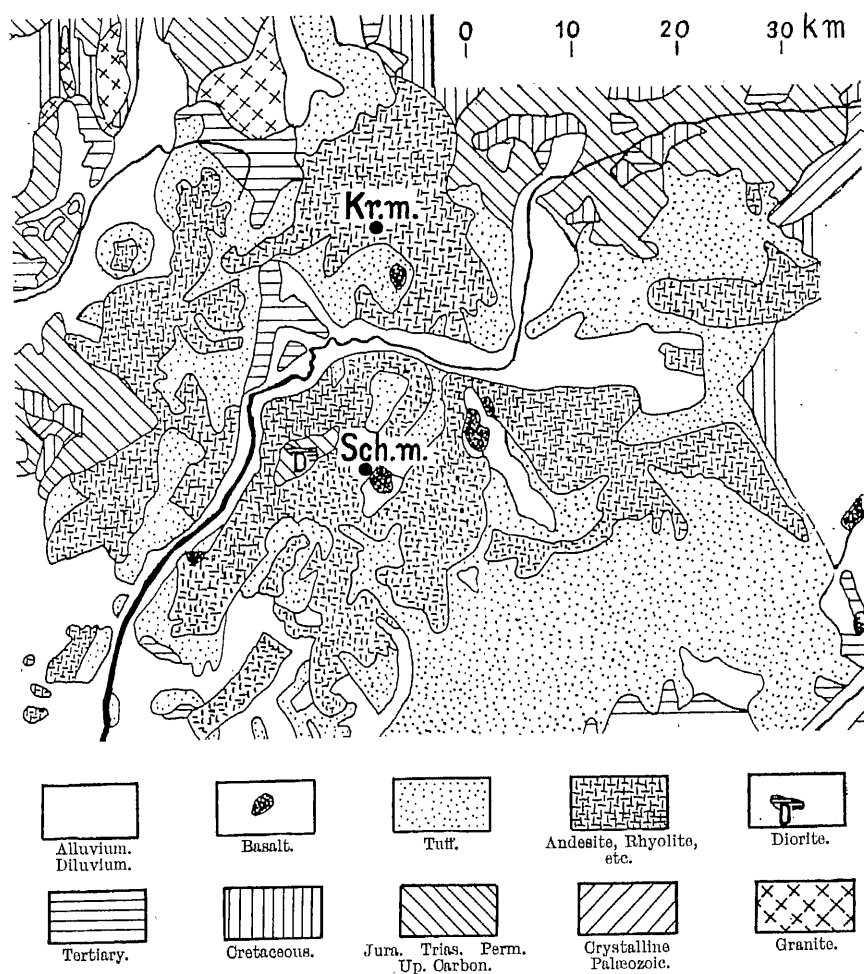 0 10 20 30 km
Kr.m.
Sch.m.
D
Alluvium.
Diluvium.
Basalt.
Tuff.
Andesite, Rhyolite,
etc.
Diorite.
D
Tertiary.
Cretaceous.
Jura. Trias. Perm.
Up. Carbon.
Crystalline
Palæozoic.
Granite.